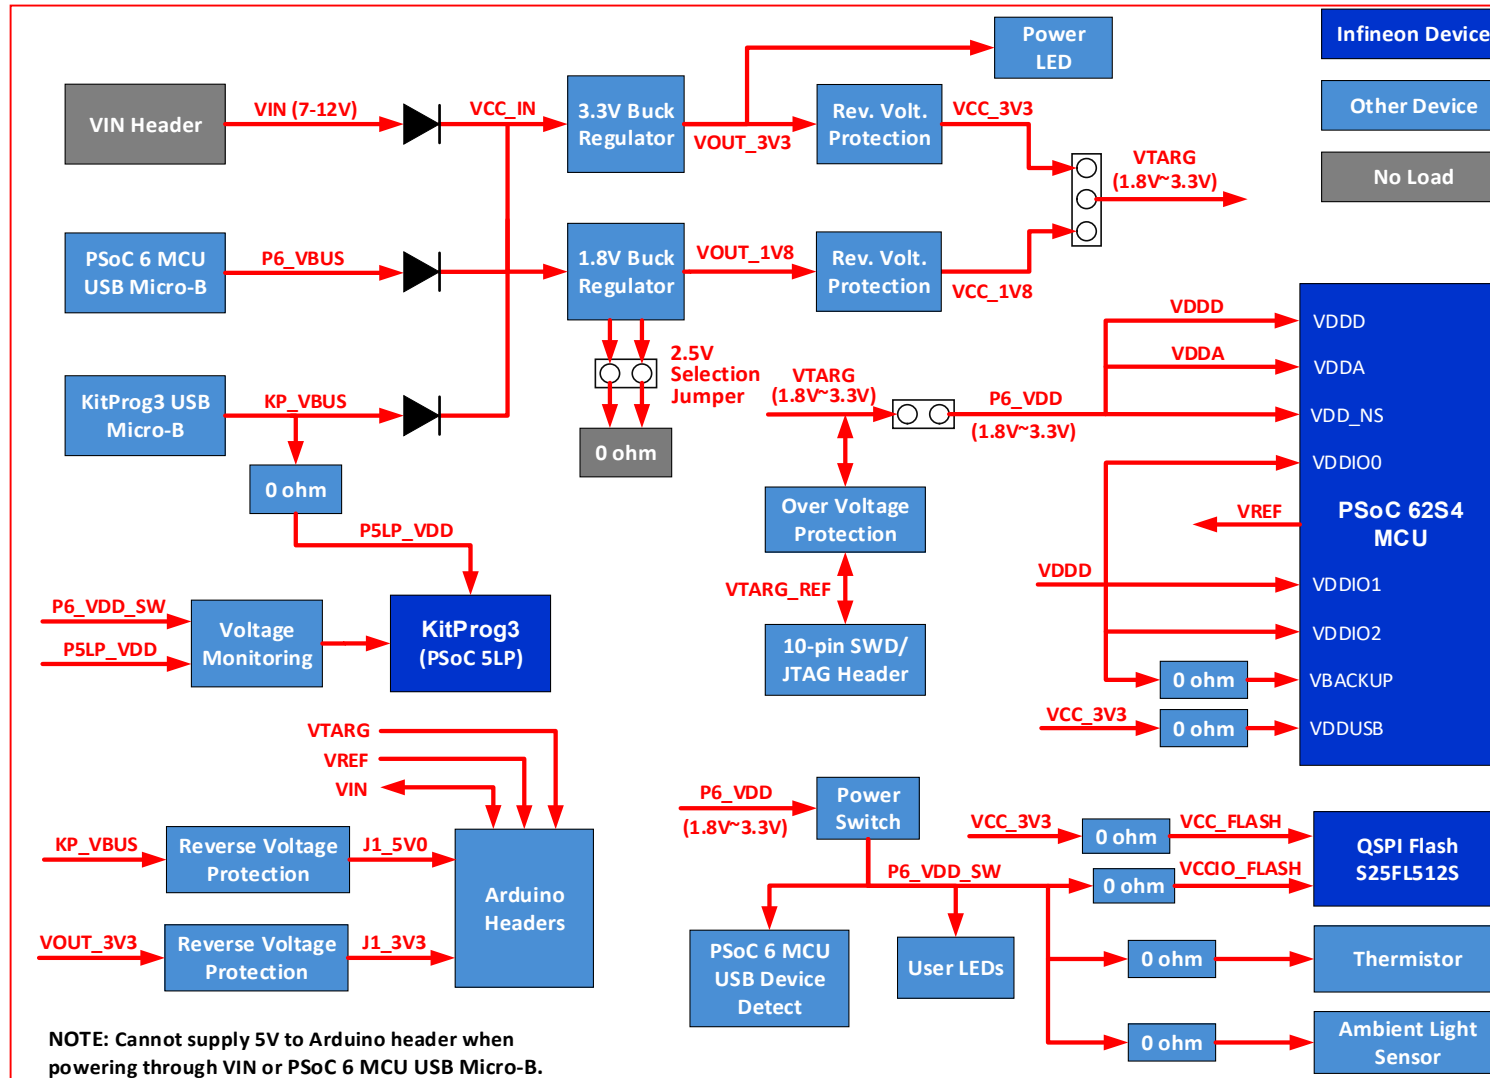 Power
LED
Infineon Device
VIN Header
VIN (7-12V)
VCC_IN
3.3V Buck
Regulator
VOUT_3V3
Rev. Volt.
Protection
VCC_3V3
VTARG
(1.8V~3.3V)
Other Device
No Load
PSoC 6 MCU
USB Micro-B
P6_VBUS
1.8V Buck
Regulator
VOUT_1V8
Rev. Volt.
Protection
VCC_1V8
2.5V
Selection
Jumper
0 ohm
KitProg3 USB
Micro-B
KP_VBUS
0 ohm
P5LP_VDD
VTARG
(1.8V~3.3V)
P6_VDD
(1.8V~3.3V)
VDDD
VDDA
VDDD
VDDA
VDD_NS
VDDIO0
PSoC 62S4
MCU
VREF
VDDD
VDDIO1
VDDIO2
0 ohm
VBACKUP
VCC_3V3
0 ohm
VDDUSB
Over Voltage
Protection
VTARG_REF
10-pin SWD/
JTAG Header
P6_VDD_SW
P5LP_VDD
Voltage
Monitoring
KitProg3
(PSoC 5LP)
VTARG
VREF
VIN
KP_VBUS
Reverse Voltage
Protection
J1_5V0
VOUT_3V3
Reverse Voltage
Protection
J1_3V3
Arduino
Headers
P6_VDD
(1.8V~3.3V)
Power
Switch
P6_VDD_SW
VCC_3V3
0 ohm
VCC_FLASH
0 ohm
VCCIO_FLASH
QSPI Flash
S25FL512S
PSoC 6 MCU
USB Device
Detect
User LEDs
0 ohm
Thermistor
0 ohm
Ambient Light
Sensor
NOTE: Cannot supply 5V to Arduino header when
powering through VIN or PSoC 6 MCU USB Micro-B.